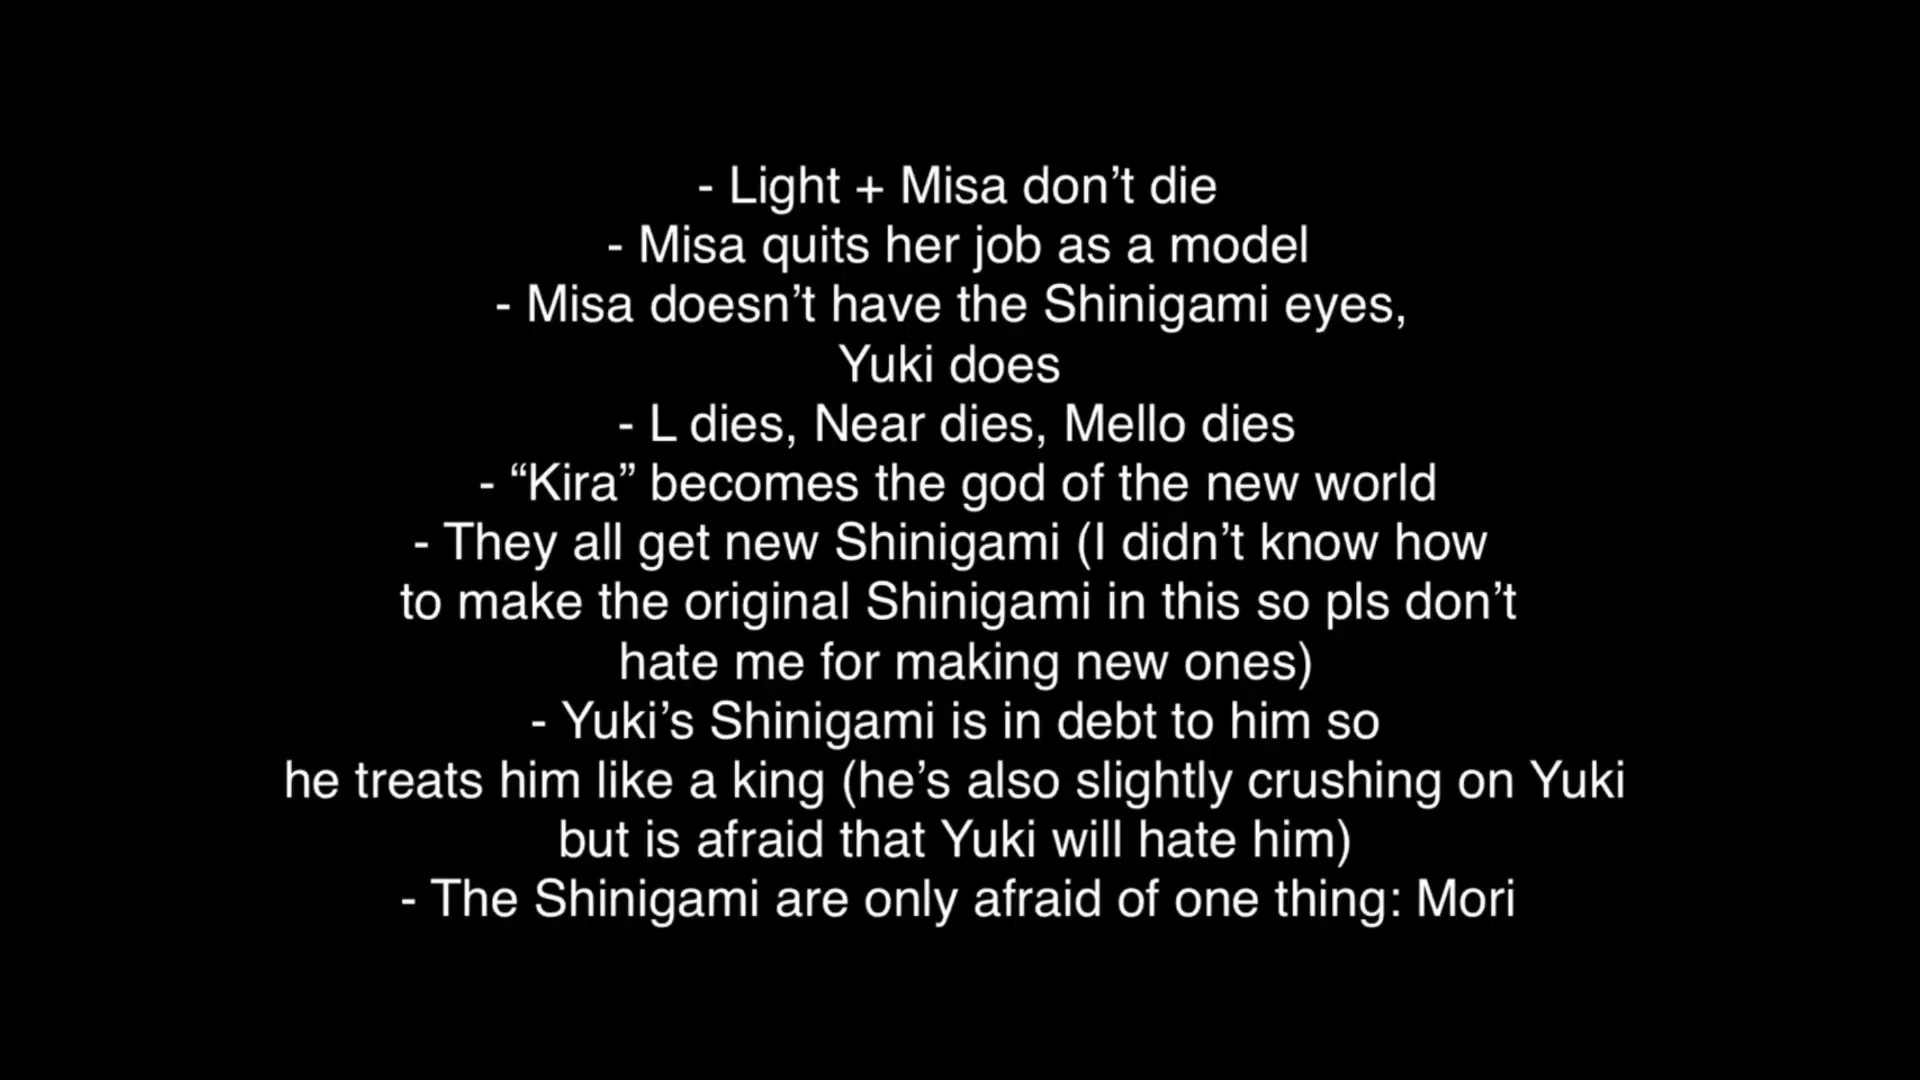 - Light + Misa don’t die
- Misa quits her job as a model
- Misa doesn’t have the Shinigami eyes,
Yuki does
- L dies, Near dies, Mello dies
- “Kira” becomes the god of the new world
- They all get new Shinigami (I didn’t know how
to make the original Shinigami in this so pls don’t
hate me for making new ones)
- Yuki’s Shinigami is in debt to him so
he treats him like a king (he’s also slightly crushing on Yuki
but is afraid that Yuki will hate him)
- The Shinigami are only afraid of one thing: Mori